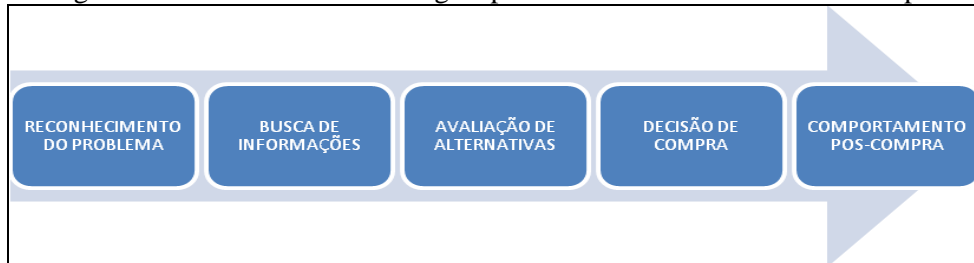 RECONHECIMENTO
DO PROBLEMA
BUSCA DE
INFORMAÇÕES
AVALIAÇÃO DE
ALTERNATIVAS
DECISÃO DE
COMPRA
COMPORTAMENTO
POS-COMPRA